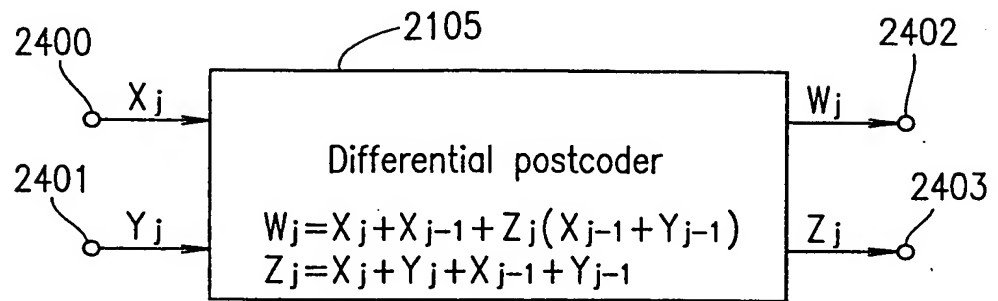 2105
2400
2402
Xj
Wj
Differential postcoder
2401
2403
Yj
Wj=Xj+Xj-1+Zj(Xj-1+Yj-1)
Zj
Zj=Xj+Yj+Xj-1+Yj-1